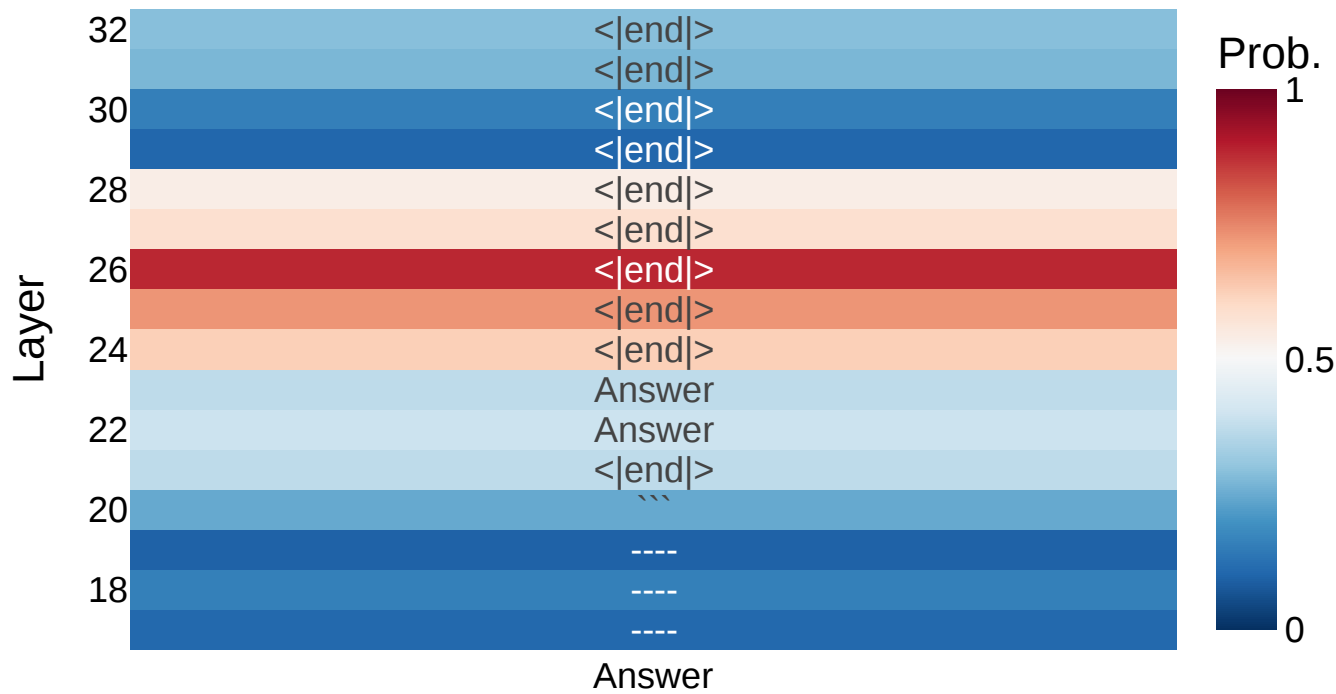 32
<|end|>
<|end|>
30
<|end|>
<|end|>
28
<|end|>
<|end|>
26
<|end|>
<|end|>
24
<|end|>
Answer
22
Answer
<|end|>
20
```
----
18
----
----
Answer
Layer
Prob.
1
0.5
0